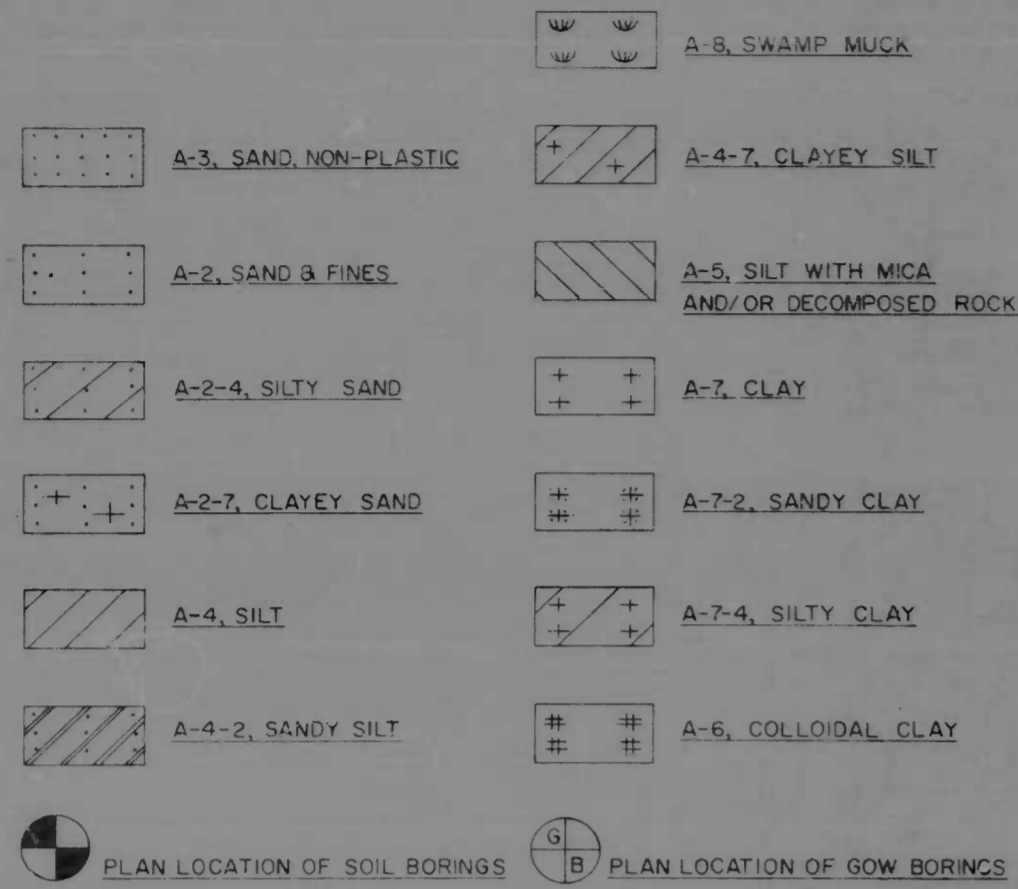 A-8, SWAMP MUCK
A-3, SAND, NON-PLASTIC
A-4-7, CLAYEY SILT
A-2, SAND & FINES
A-5, SILT WITH MICA
AND/OR DECOMPOSED ROCK
A-2-4, SILTY SAND
A-7, CLAY
A-2-7, CLAYEY SAND
A-7-2, SANDY CLAY
A-4, SILT
A-7-4, SILTY CLAY
A-4-2, SANDY SILT
A-6, COLLOIDAL CLAY
PLAN LOCATION OF SOIL BORINGS
G
B
PLAN LOCATION OF GOW BORINGS